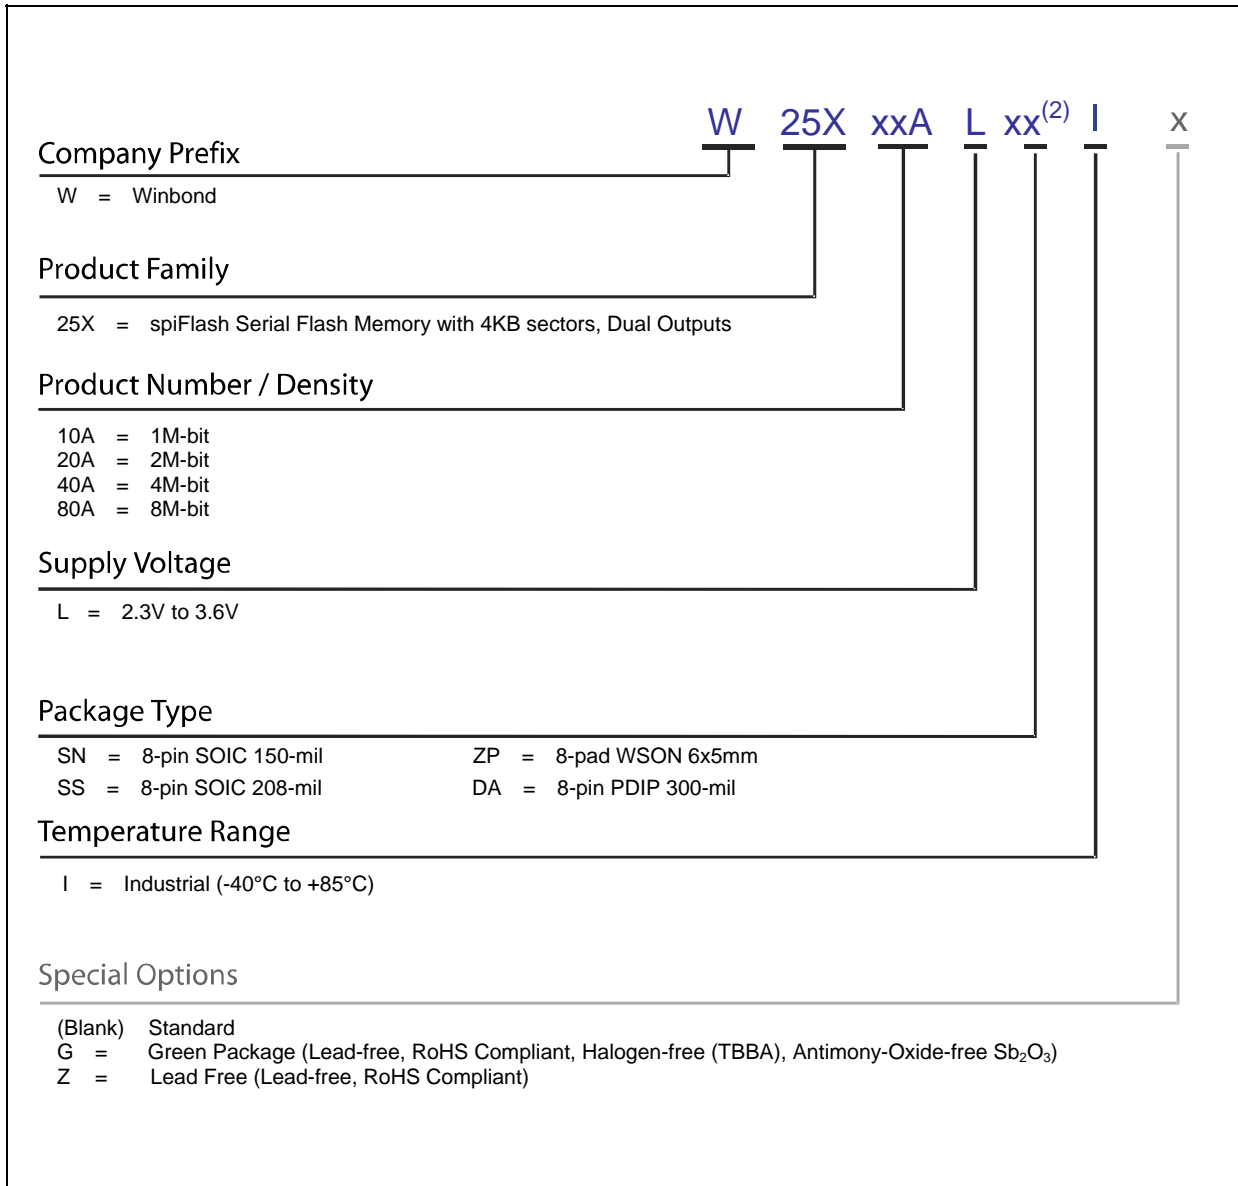 W 25X xxA L xx(2) I x
Company Prefix
W = Winbond
Product Family
25X = spiFlash Serial Flash Memory with 4KB sectors, Dual Outputs
Product Number / Density
10A = 1M-bit
20A = 2M-bit
40A = 4M-bit
80A = 8M-bit
Supply Voltage
L = 2.3V to 3.6V
Package Type
SN = 8-pin SOIC 150-mil ZP = 8-pad WSON 6x5mm
SS = 8-pin SOIC 208-mil DA = 8-pin PDIP 300-mil
Temperature Range
I = Industrial (-40°C to +85°C)
Special Options
(Blank) Standard
G = Green Package (Lead-free, RoHS Compliant, Halogen-free (TBBA), Antimony-Oxide-free Sb₂O₃)
Z = Lead Free (Lead-free, RoHS Compliant)